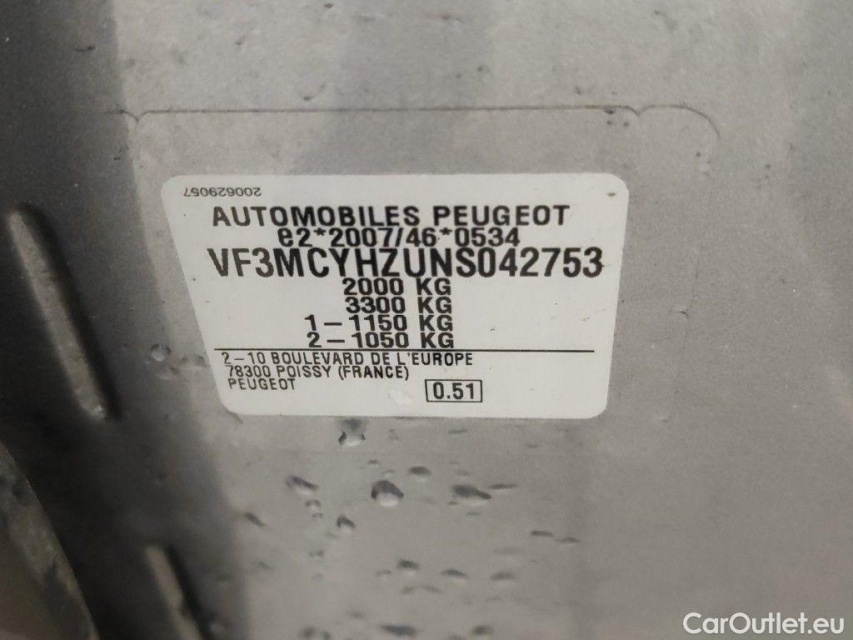 200629067
AUTOMOBILES PEUGEOT
e2*2007/46*0534
VF3MCYHZUNS042753
2000 KG
3300 KG
1-1150 KG
2-1050 KG
2-10 BOULEVARD DE L'EUROPE
78300 POISSY (FRANCE)
PEUGEOT
0.51
CarOutlet.eu